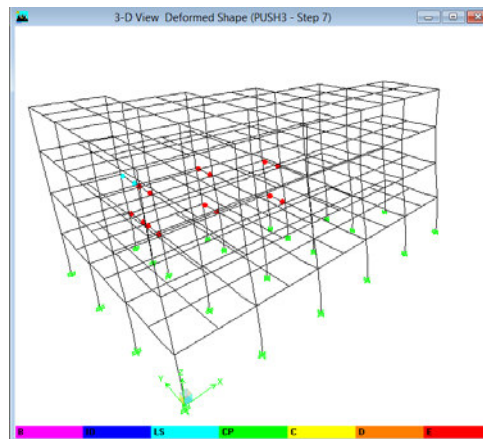 3-D View Deformed Shape (PUSH3 - Step 7)
Z
Y X
B IO LS CP C D E